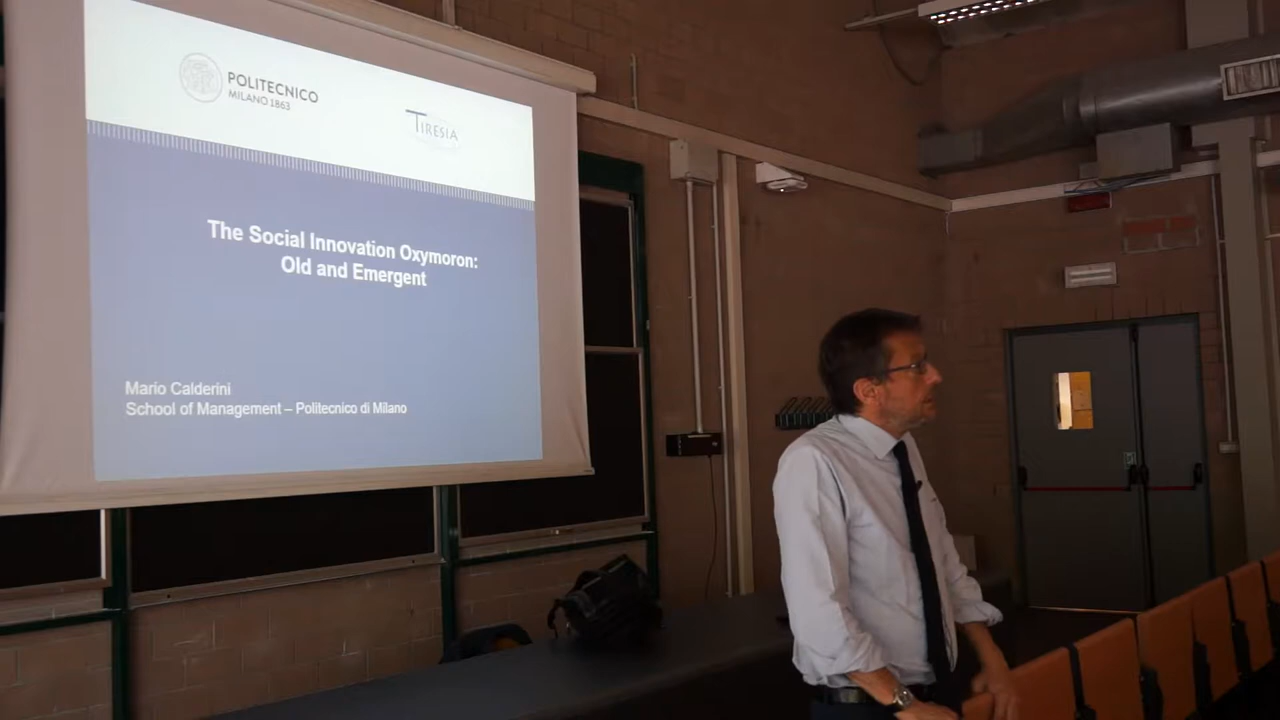 POLITECNICO
MILANO 1863
TIRESIA
The Social Innovation Oxymoron:
Old and Emergent
Mario Calderini
School of Management – Politecnico di Milano